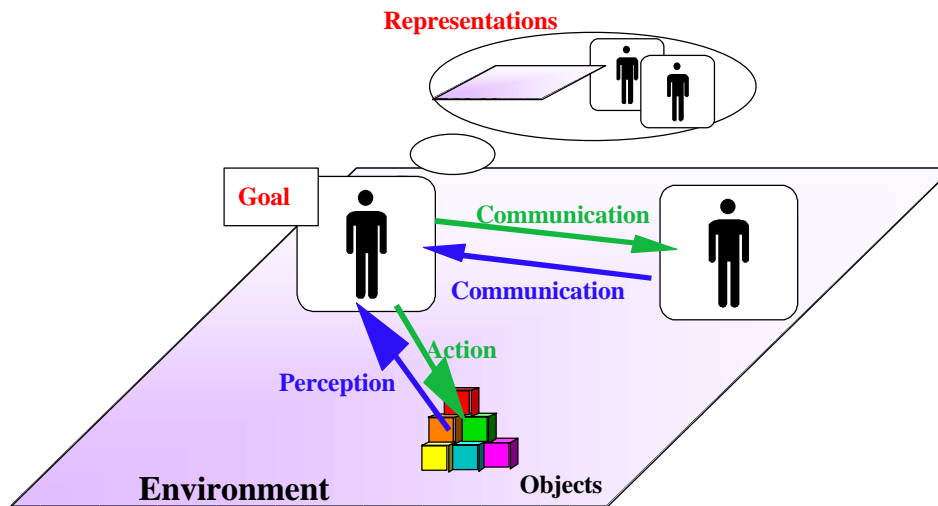 Representations
Goal
Communication
Communication
Action
Perception
Objects
Environment